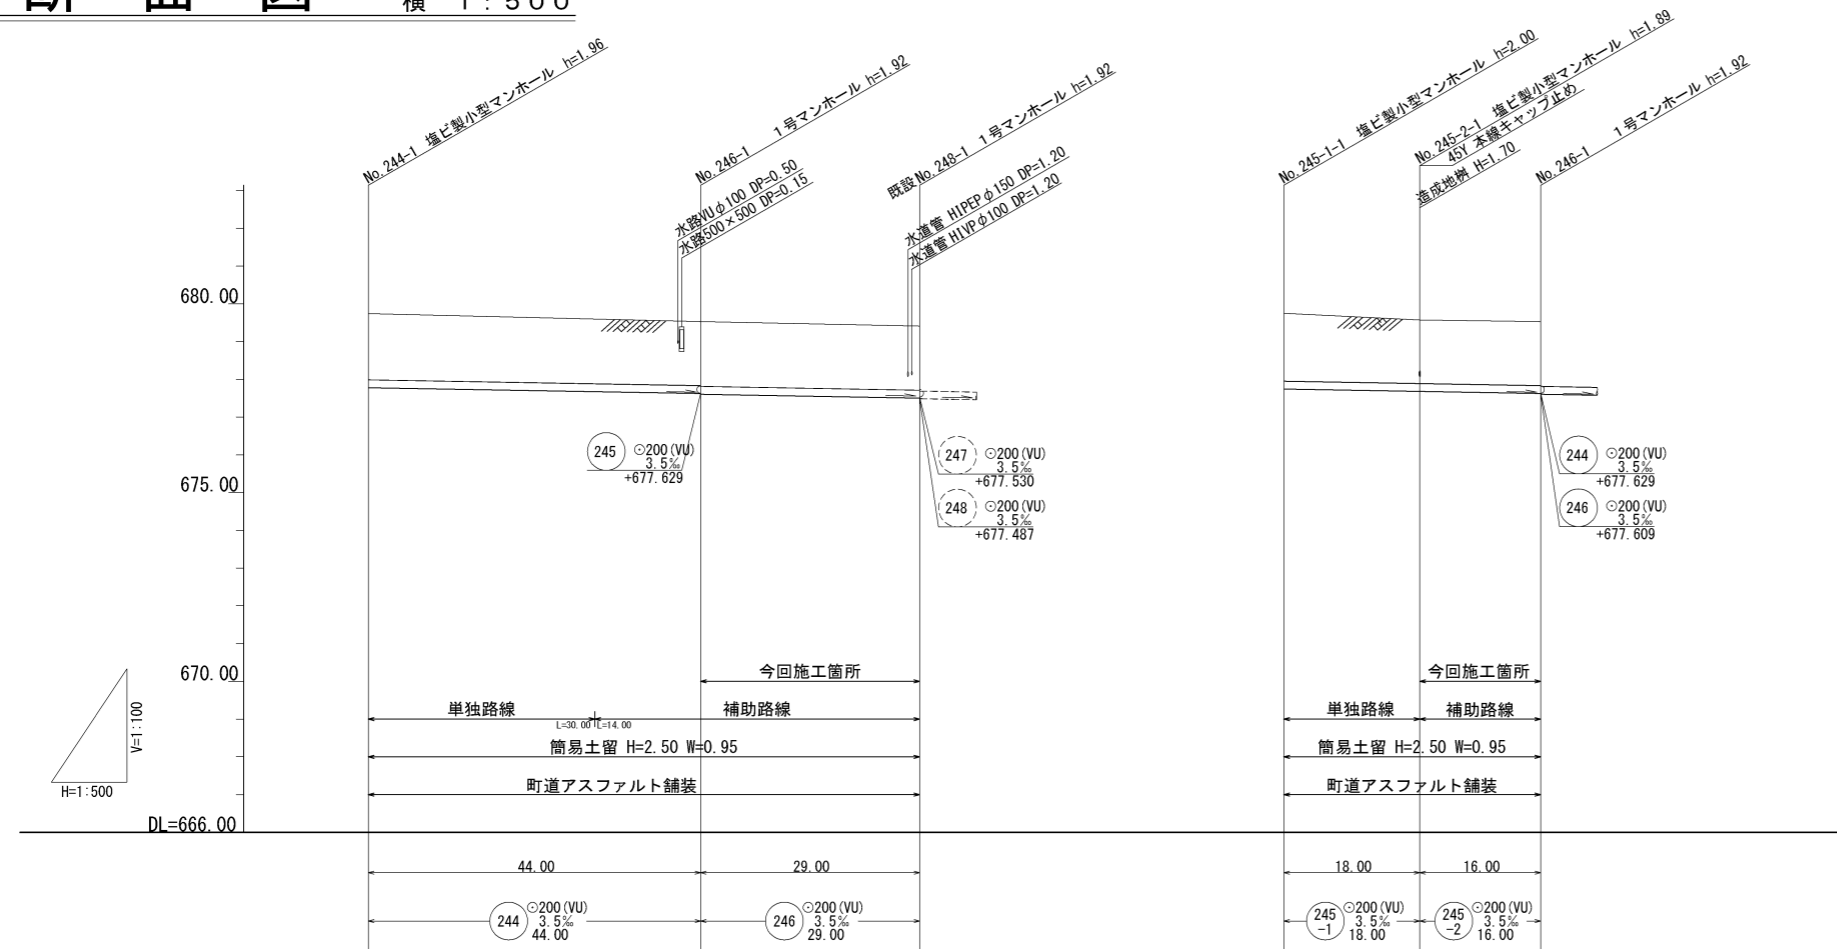 断 面 図 横 1:500
No.244-1 塩ビ製小型マンホール h=1.96
水路VUφ100 DP=0.50
水路500×500 DP=0.15
No.246-1 1号マンホール h=1.92
既設No.248-1 1号マンホール h=1.92
水道管 HIPEPφ150 DP=1.20
水道管 HIVPφ100 DP=1.20
No.245-1-1 塩ビ製小型マンホール h=2.00
No.245-2-1 塩ビ製小型マンホール h=1.89
45Y 本線キャップ止め
造成地桝 H=1.70
No.246-1 1号マンホール h=1.92
680.00
675.00
670.00
DL=666.00
V=1:100
H=1:500
245 ⊙200(VU)
3.5‰
+677.629
247 ⊙200(VU)
3.5‰
+677.530
248 ⊙200(VU)
3.5‰
+677.487
244 ⊙200(VU)
3.5‰
+677.629
246 ⊙200(VU)
3.5‰
+677.609
今回施工箇所
今回施工箇所
単独路線
L=30.00 L=14.00
補助路線
単独路線
補助路線
簡易土留 H=2.50 W=0.95
簡易土留 H=2.50 W=0.95
町道アスファルト舗装
町道アスファルト舗装
44.00
29.00
18.00
16.00
244 ⊙200(VU)
3.5‰
44.00
246 ⊙200(VU)
3.5‰
29.00
245-1 ⊙200(VU)
3.5‰
18.00
245-2 ⊙200(VU)
3.5‰
16.00